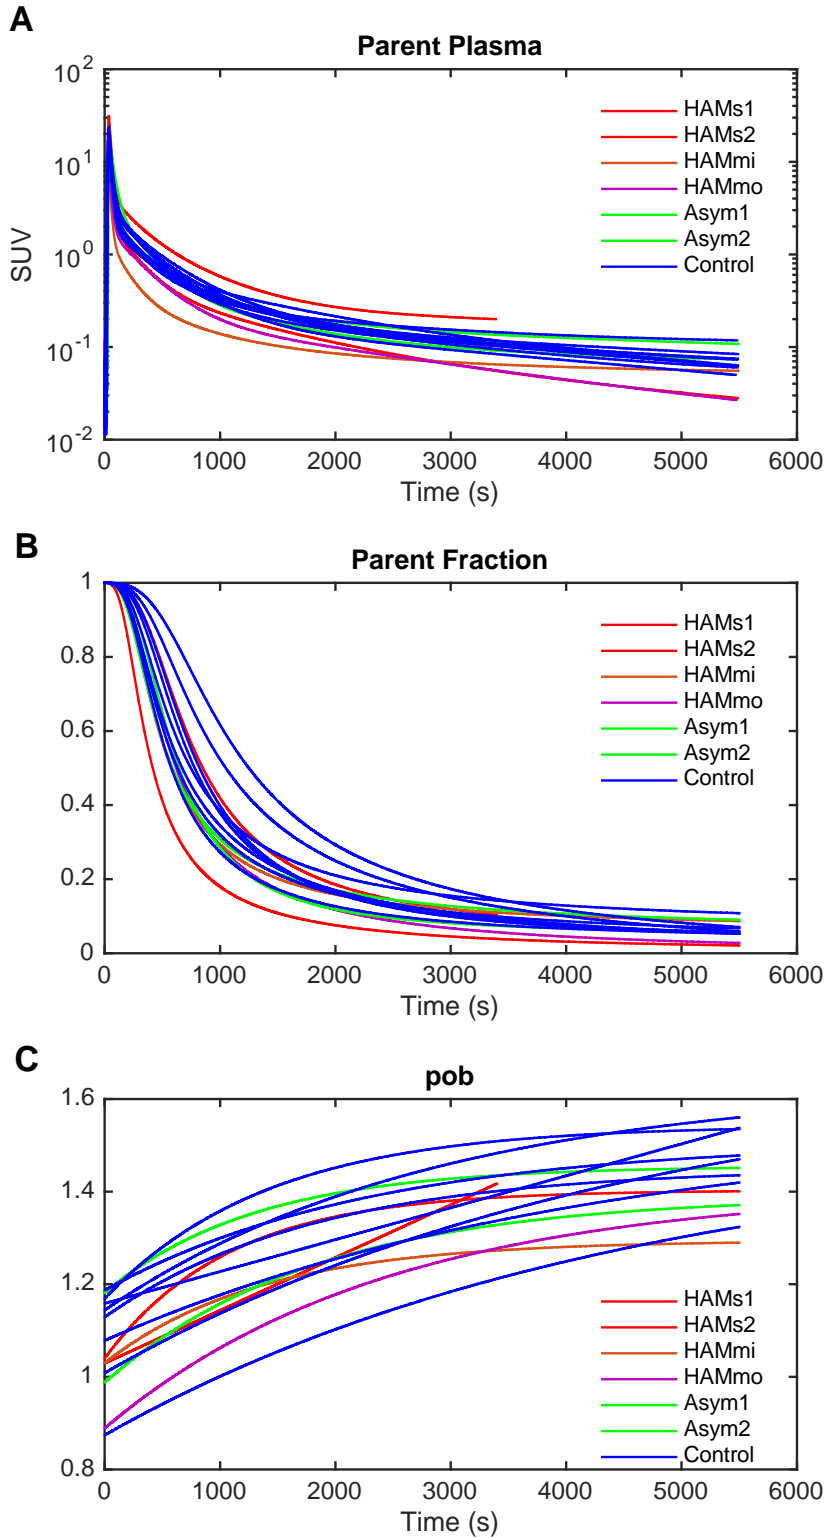 A
Parent Plasma
10^2
10^1
10^0
10^-1
10^-2
SUV
HAMs1
HAMs2
HAMmi
HAMmo
Asym1
Asym2
Control
0 1000 2000 3000 4000 5000 6000
Time (s)
B
Parent Fraction
1
0.8
0.6
0.4
0.2
0
HAMs1
HAMs2
HAMmi
HAMmo
Asym1
Asym2
Control
0 1000 2000 3000 4000 5000 6000
Time (s)
C
pob
1.6
1.4
1.2
1
0.8
HAMs1
HAMs2
HAMmi
HAMmo
Asym1
Asym2
Control
0 1000 2000 3000 4000 5000 6000
Time (s)